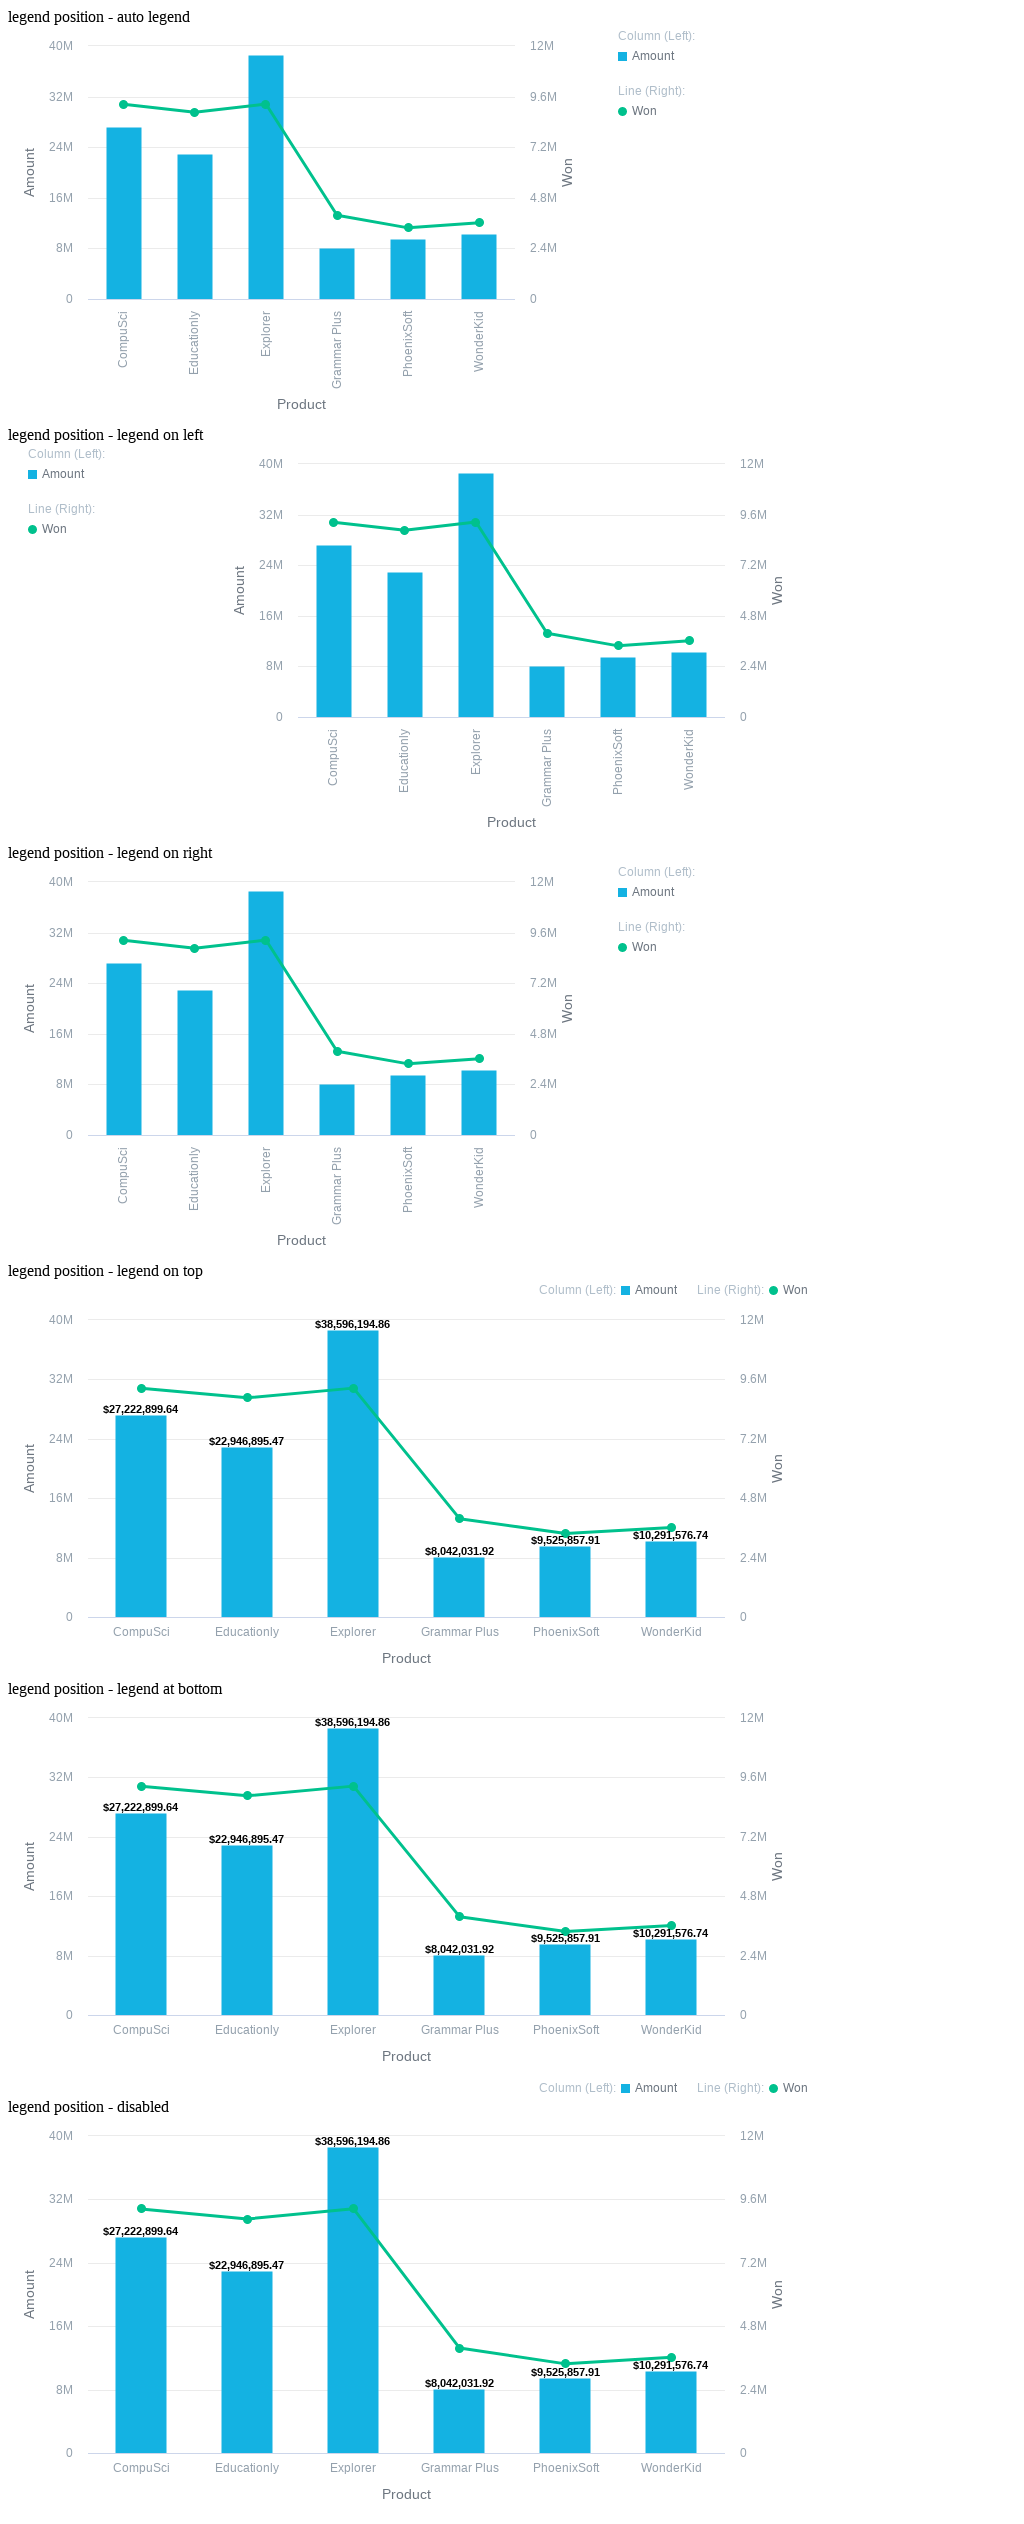 legend position - auto legend
Column (Left):
Amount
Line (Right):
Won
40M
32M
24M
16M
8M
0
Amount
12M
9.6M
7.2M
4.8M
2.4M
0
Won
CompuSci
Educationly
Explorer
Grammar Plus
PhoenixSoft
WonderKid
Product
legend position - legend on left
Column (Left):
Amount
Line (Right):
Won
40M
32M
24M
16M
8M
0
Amount
12M
9.6M
7.2M
4.8M
2.4M
0
Won
CompuSci
Educationly
Explorer
Grammar Plus
PhoenixSoft
WonderKid
Product
legend position - legend on right
Column (Left):
Amount
Line (Right):
Won
40M
32M
24M
16M
8M
0
Amount
12M
9.6M
7.2M
4.8M
2.4M
0
Won
CompuSci
Educationly
Explorer
Grammar Plus
PhoenixSoft
WonderKid
Product
legend position - legend on top
Column (Left): Amount Line (Right): Won
40M
32M
24M
16M
8M
0
Amount
12M
9.6M
7.2M
4.8M
2.4M
0
Won
$27,222,899.64
$22,946,895.47
$38,596,194.86
$8,042,031.92
$9,525,857.91
$10,291,576.74
CompuSci
Educationly
Explorer
Grammar Plus
PhoenixSoft
WonderKid
Product
legend position - legend at bottom
40M
32M
24M
16M
8M
0
Amount
12M
9.6M
7.2M
4.8M
2.4M
0
Won
$27,222,899.64
$22,946,895.47
$38,596,194.86
$8,042,031.92
$9,525,857.91
$10,291,576.74
CompuSci
Educationly
Explorer
Grammar Plus
PhoenixSoft
WonderKid
Product
Column (Left): Amount Line (Right): Won
legend position - disabled
40M
32M
24M
16M
8M
0
Amount
12M
9.6M
7.2M
4.8M
2.4M
0
Won
$27,222,899.64
$22,946,895.47
$38,596,194.86
$8,042,031.92
$9,525,857.91
$10,291,576.74
CompuSci
Educationly
Explorer
Grammar Plus
PhoenixSoft
WonderKid
Product